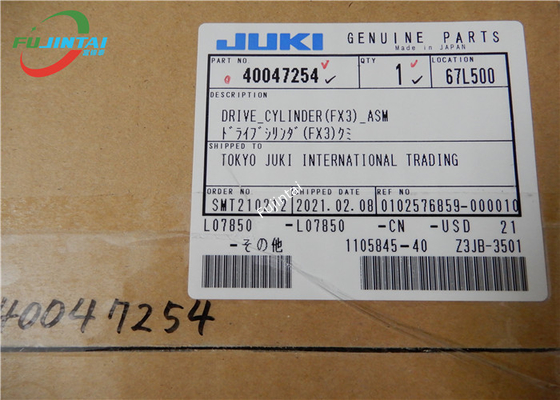 FUJINTAI
JUKI GENUINE PARTS
Made in JAPAN
PART NO QTY LOCATION
40047254 1 67L500
DESCRIPTION
DRIVE_CYLINDER(FX3)_ASM
ドライブシリンダ(FX3)クミ
SHIPPED TO
TOKYO JUKI INTERNATIONAL TRADING
ORDER NO SHIPPED DATE REF NO
2021.02.08 0102576859-000010
L07850 -L07850 -CN -USD 21
-その他 1105845-40 Z3JB-3501
40047254